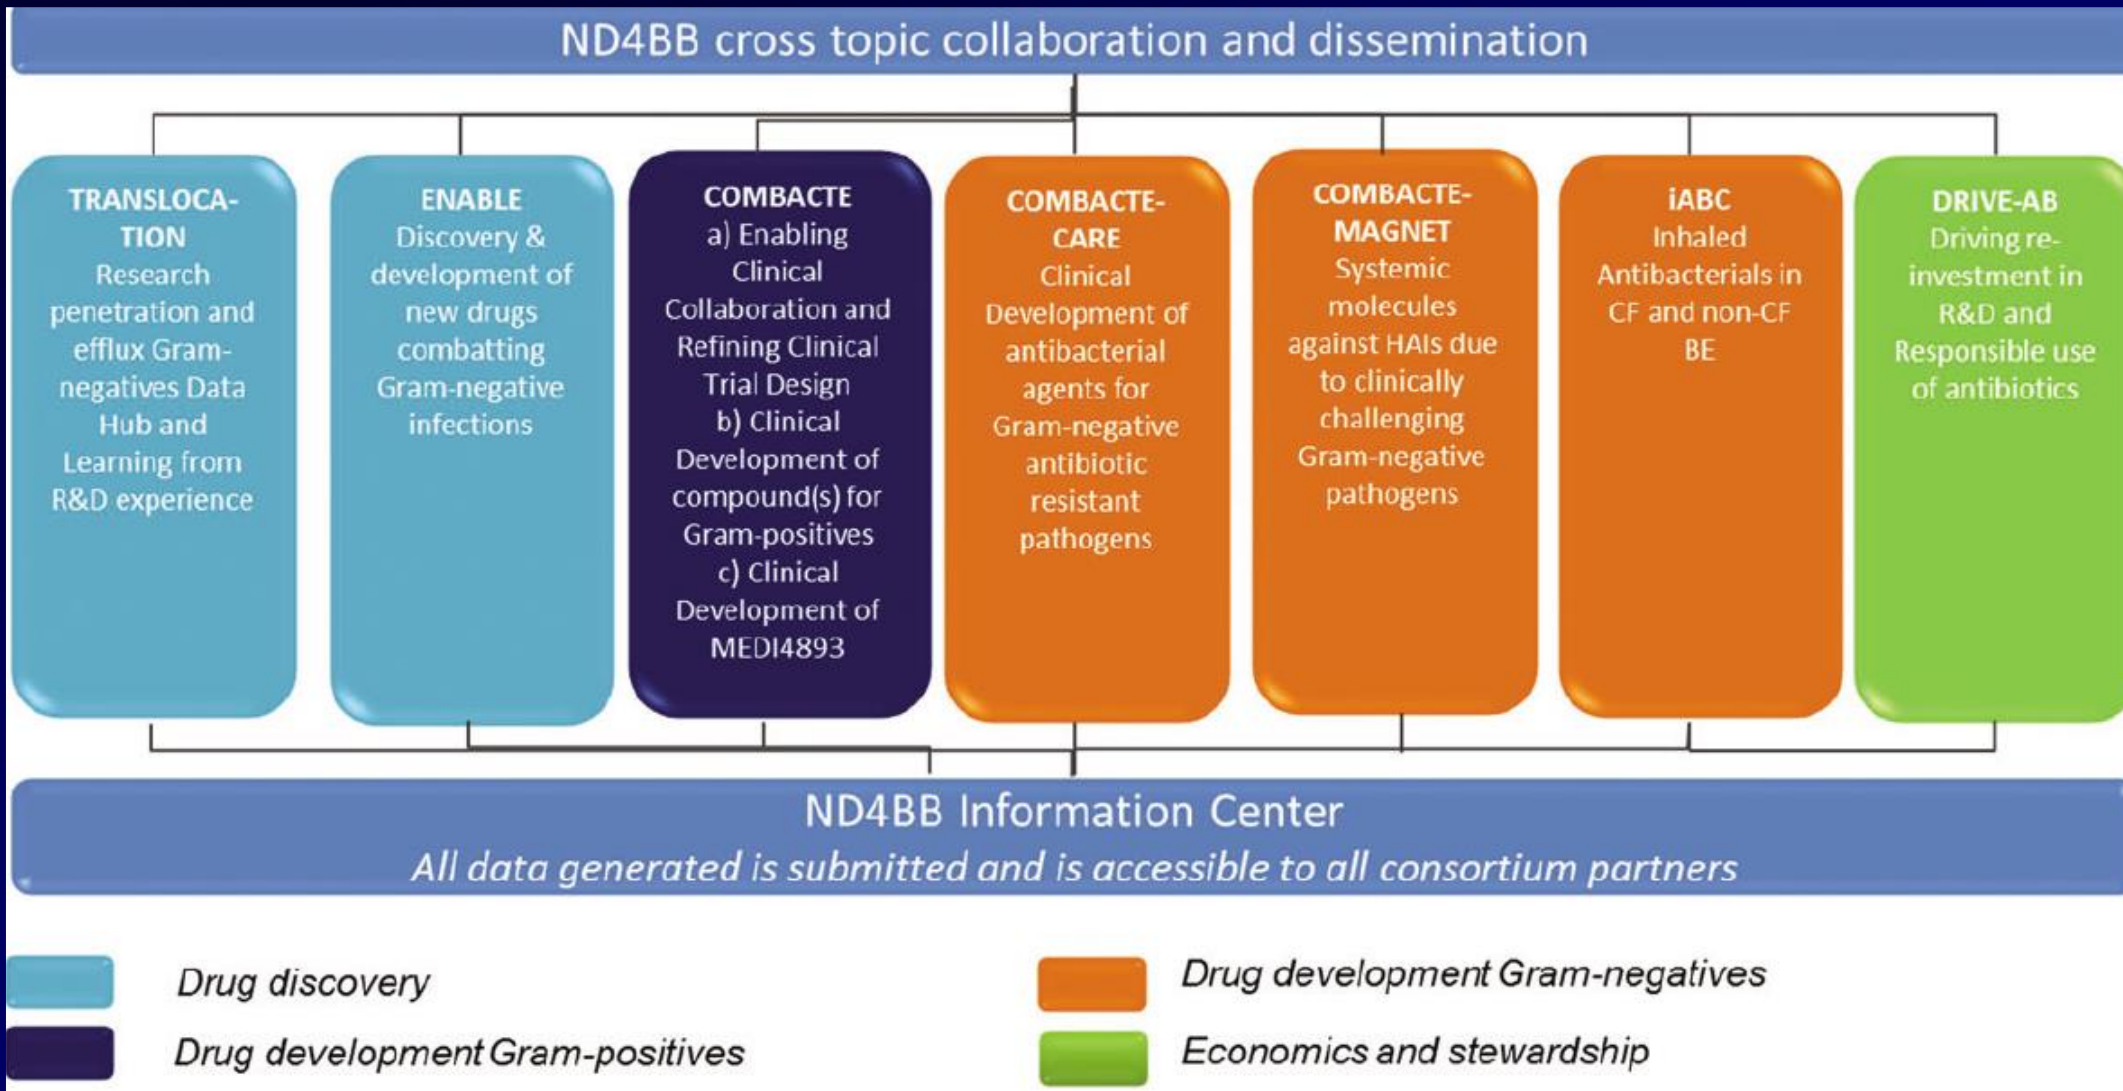 ND4BB cross topic collaboration and dissemination
TRANSLOCA-
TION
Research
penetration and
efflux Gram-
negatives Data
Hub and
Learning from
R&D experience
ENABLE
Discovery &
development of
new drugs
combatting
Gram-negative
infections
COMBACTE
a) Enabling
Clinical
Collaboration and
Refining Clinical
Trial Design
b) Clinical
Development of
compound(s) for
Gram-positives
c) Clinical
Development of
MEDI4893
COMBACTE-
CARE
Clinical
Development of
antibacterial
agents for
Gram-negative
antibiotic
resistant
pathogens
COMBACTE-
MAGNET
Systemic
molecules
against HAIs due
to clinically
challenging
Gram-negative
pathogens
iABC
Inhaled
Antibacterials in
CF and non-CF
BE
DRIVE-AB
Driving re-
investment in
R&D and
Responsible use
of antibiotics
ND4BB Information Center
All data generated is submitted and is accessible to all consortium partners
Drug discovery
Drug development Gram-positives
Drug development Gram-negatives
Economics and stewardship